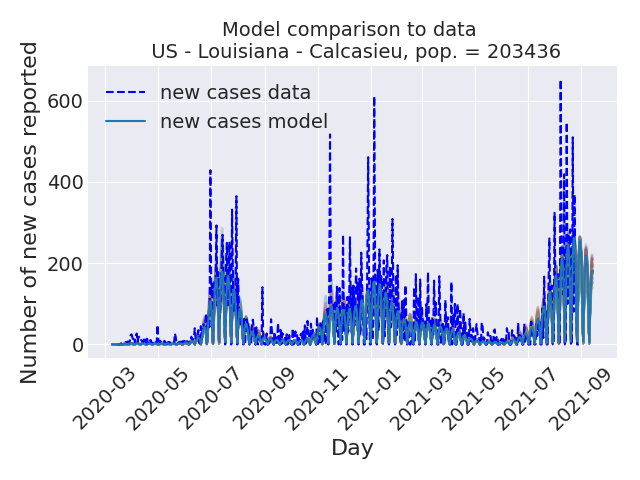 Model comparison to data
US - Louisiana - Calcasieu, pop. = 203436
Number of new cases reported
600
400
200
0
new cases data
new cases model
2020-03
2020-05
2020-07
2020-09
2020-11
2021-01
2021-03
2021-05
2021-07
2021-09
Day